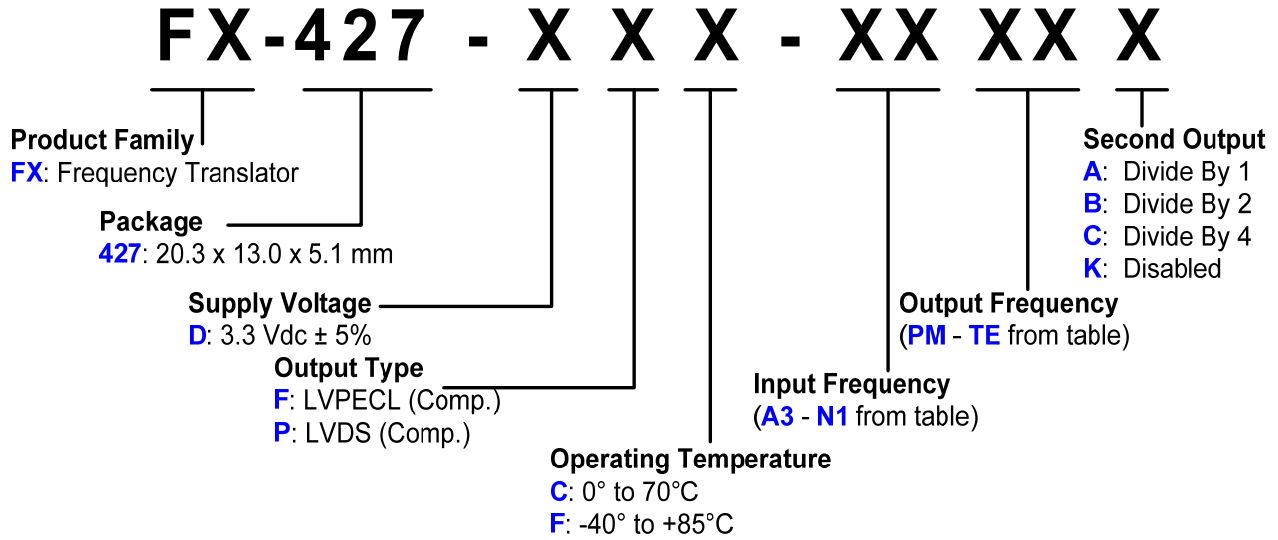 FX-427 - X X X - XX XX X
Product Family
FX: Frequency Translator
Package
427: 20.3 x 13.0 x 5.1 mm
Supply Voltage
D: 3.3 Vdc ± 5%
Output Type
F: LVPECL (Comp.)
P: LVDS (Comp.)
Operating Temperature
C: 0° to 70°C
F: -40° to +85°C
Input Frequency
(A3 - N1 from table)
Output Frequency
(PM - TE from table)
Second Output
A: Divide By 1
B: Divide By 2
C: Divide By 4
K: Disabled